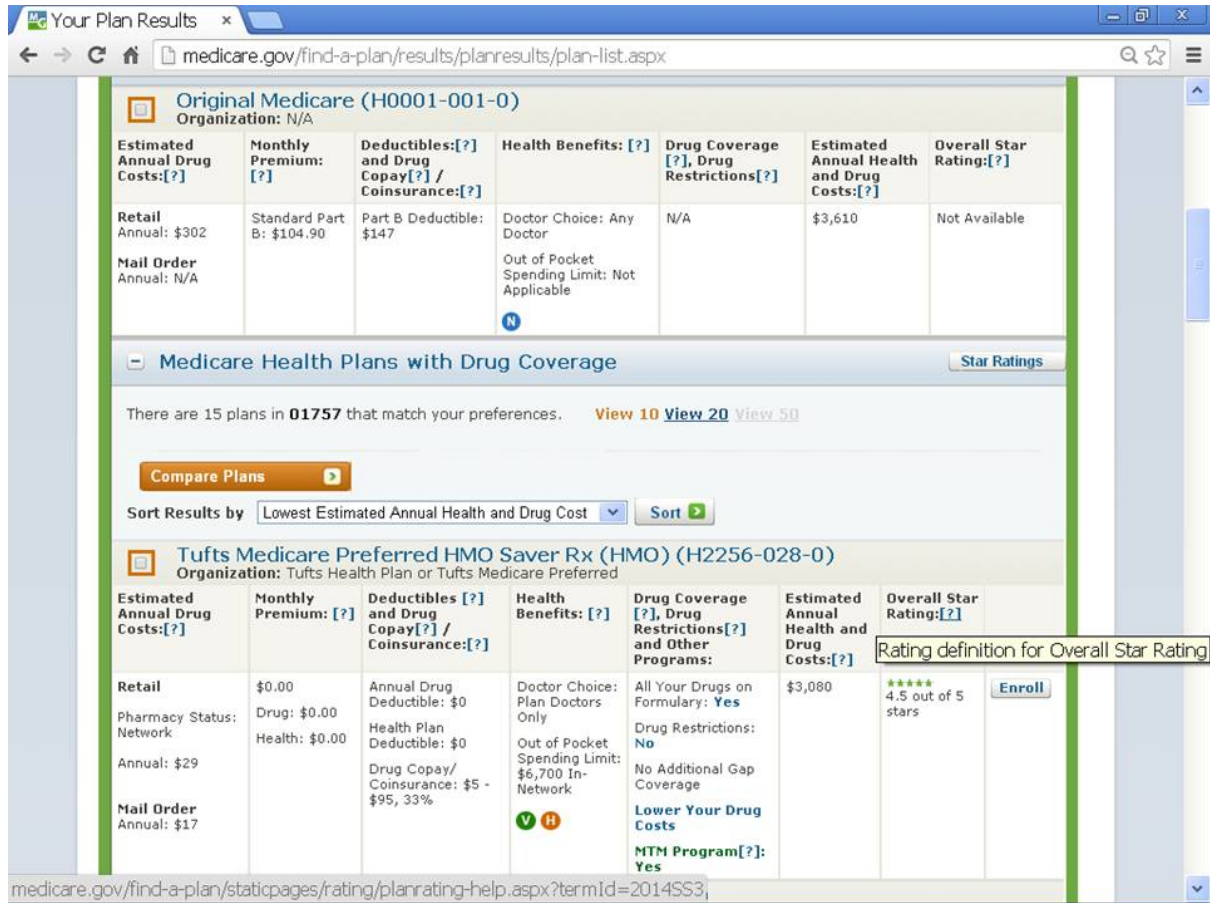 Your Plan Results ×
medicare.gov/find-a-plan/results/planresults/plan-list.aspx
Original Medicare (H0001-001-0)
Organization: N/A
Estimated Annual Drug Costs:[?]
Monthly Premium: [?]
Deductibles:[?] and Drug Copay[?] / Coinsurance:[?]
Health Benefits: [?]
Drug Coverage [?], Drug Restrictions[?]
Estimated Annual Health and Drug Costs:[?]
Overall Star Rating:[?]
Retail
Annual: $302
Mail Order
Annual: N/A
Standard Part B: $104.90
Part B Deductible: $147
Doctor Choice: Any Doctor
Out of Pocket Spending Limit: Not Applicable
N
N/A
$3,610
Not Available
Medicare Health Plans with Drug Coverage
Star Ratings
There are 15 plans in 01757 that match your preferences. View 10 View 20 View 50
Compare Plans
Sort Results by Lowest Estimated Annual Health and Drug Cost Sort
Tufts Medicare Preferred HMO Saver Rx (HMO) (H2256-028-0)
Organization: Tufts Health Plan or Tufts Medicare Preferred
Estimated Annual Drug Costs:[?]
Monthly Premium: [?]
Deductibles [?] and Drug Copay[?] / Coinsurance:[?]
Health Benefits: [?]
Drug Coverage [?], Drug Restrictions[?] and Other Programs:
Estimated Annual Health and Drug Costs:[?]
Overall Star Rating:[?]
Rating definition for Overall Star Rating
Retail
Pharmacy Status: Network
Annual: $29
Mail Order
Annual: $17
$0.00
Drug: $0.00
Health: $0.00
Annual Drug Deductible: $0
Health Plan Deductible: $0
Drug Copay/ Coinsurance: $5 - $95, 33%
Doctor Choice: Plan Doctors Only
Out of Pocket Spending Limit: $6,700 In-Network
V H
All Your Drugs on Formulary: Yes
Drug Restrictions: No
No Additional Gap Coverage
Lower Your Drug Costs
MTM Program[?]: Yes
$3,080
4.5 out of 5 stars
Enroll
medicare.gov/find-a-plan/staticpages/rating/planrating-help.aspx?termId=2014SS3,